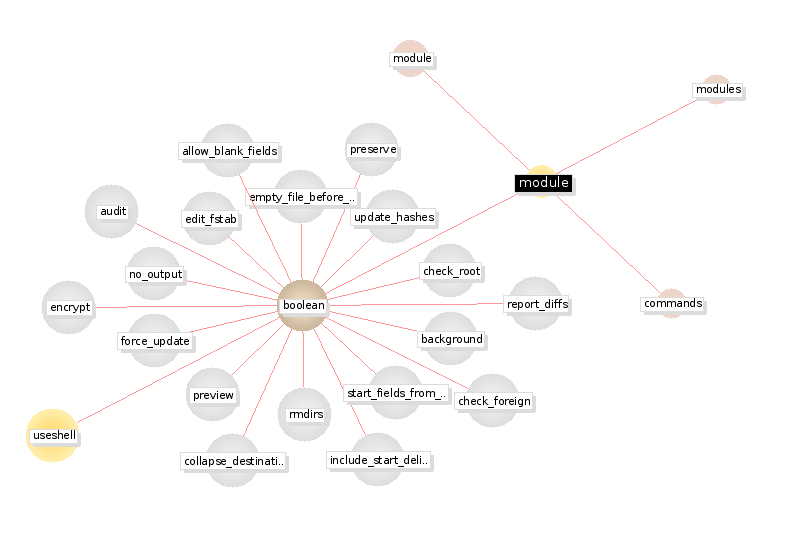 module
modules
allow_blank_fields
preserve
module
empty_file_before_..
audit
edit_fstab
update_hashes
no_output
check_root
encrypt
boolean
report_diffs
commands
force_update
background
preview
start_fields_from_..
check_foreign
rmdirs
useshell
collapse_destinati..
include_start_deli..